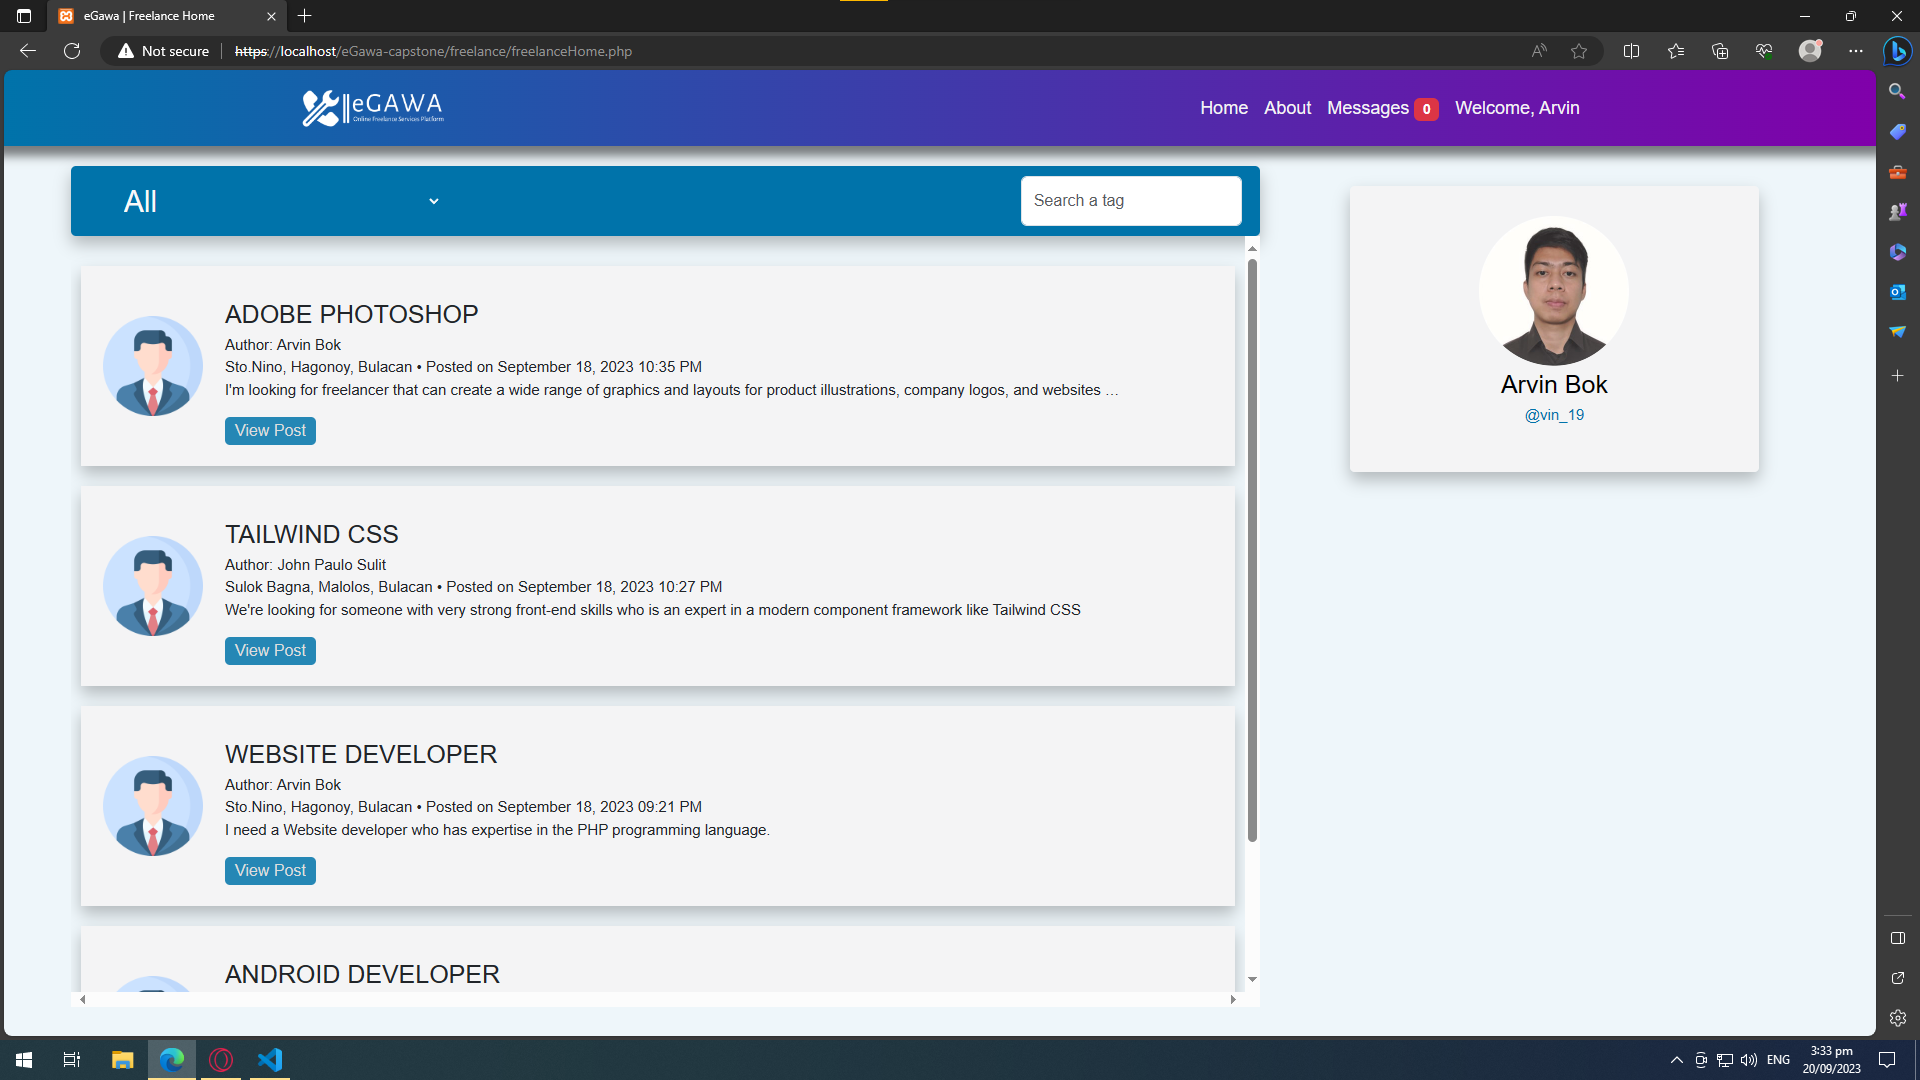 eGawa | Freelance Home
Not secure
https://localhost/eGawa-capstone/freelance/freelanceHome.php
eGAWA
Online Freelance Services Platform
Home About Messages 0 Welcome, Arvin
All
Search a tag
ADOBE PHOTOSHOP
Author: Arvin Bok
Sto.Nino, Hagonoy, Bulacan • Posted on September 18, 2023 10:35 PM
I'm looking for freelancer that can create a wide range of graphics and layouts for product illustrations, company logos, and websites …
View Post
TAILWIND CSS
Author: John Paulo Sulit
Sulok Bagna, Malolos, Bulacan • Posted on September 18, 2023 10:27 PM
We're looking for someone with very strong front-end skills who is an expert in a modern component framework like Tailwind CSS
View Post
WEBSITE DEVELOPER
Author: Arvin Bok
Sto.Nino, Hagonoy, Bulacan • Posted on September 18, 2023 09:21 PM
I need a Website developer who has expertise in the PHP programming language.
View Post
ANDROID DEVELOPER
Arvin Bok
@vin_19
ENG
3:33 pm
20/09/2023